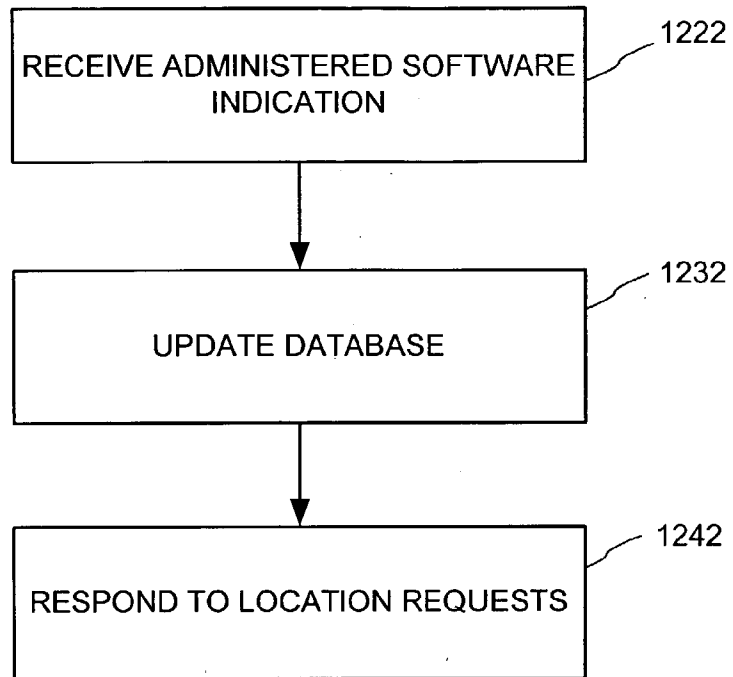 1222
RECEIVE ADMINISTERED SOFTWARE
INDICATION
1232
UPDATE DATABASE
1242
RESPOND TO LOCATION REQUESTS